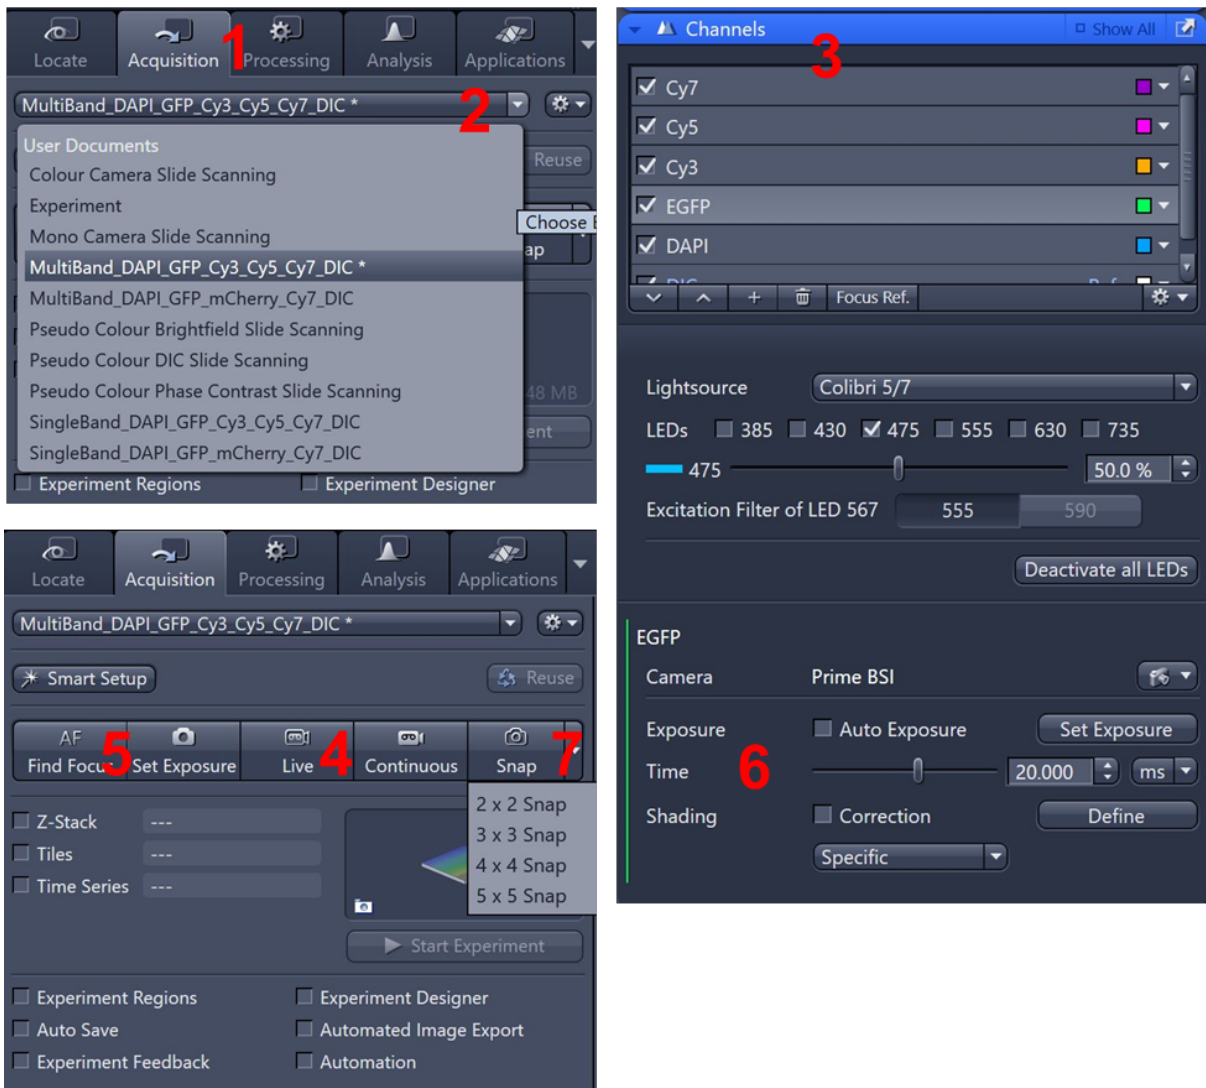 Locate Acquisition Processing Analysis Applications
1
MultiBand_DAPI_GFP_Cy3_Cy5_Cy7_DIC *
2
User Documents
Reuse
Colour Camera Slide Scanning
Experiment
Choose
Mono Camera Slide Scanning
ap
MultiBand_DAPI_GFP_Cy3_Cy5_Cy7_DIC *
MultiBand_DAPI_GFP_mCherry_Cy7_DIC
Pseudo Colour Brightfield Slide Scanning
Pseudo Colour DIC Slide Scanning
Pseudo Colour Phase Contrast Slide Scanning
48 MB
SingleBand_DAPI_GFP_Cy3_Cy5_Cy7_DIC
ent
SingleBand_DAPI_GFP_mCherry_Cy7_DIC
Experiment Regions Experiment Designer
Channels Show All
3
Cy7
Cy5
Cy3
EGFP
DAPI
DIC
Focus Ref.
Lightsource Colibri 5/7
LEDs 385 430 475 555 630 735
475 50.0 %
Excitation Filter of LED 567 555 590
Deactivate all LEDs
EGFP
Camera Prime BSI
Exposure Auto Exposure Set Exposure
Time 6 20.000 ms
Shading Correction Define
Specific
Locate Acquisition Processing Analysis Applications
MultiBand_DAPI_GFP_Cy3_Cy5_Cy7_DIC *
Smart Setup Reuse
AF
5 4 7
Find Focus Set Exposure Live Continuous Snap
2 x 2 Snap
3 x 3 Snap
4 x 4 Snap
5 x 5 Snap
Z-Stack ---
Tiles ---
Time Series ---
Start Experiment
Experiment Regions Experiment Designer
Auto Save Automated Image Export
Experiment Feedback Automation